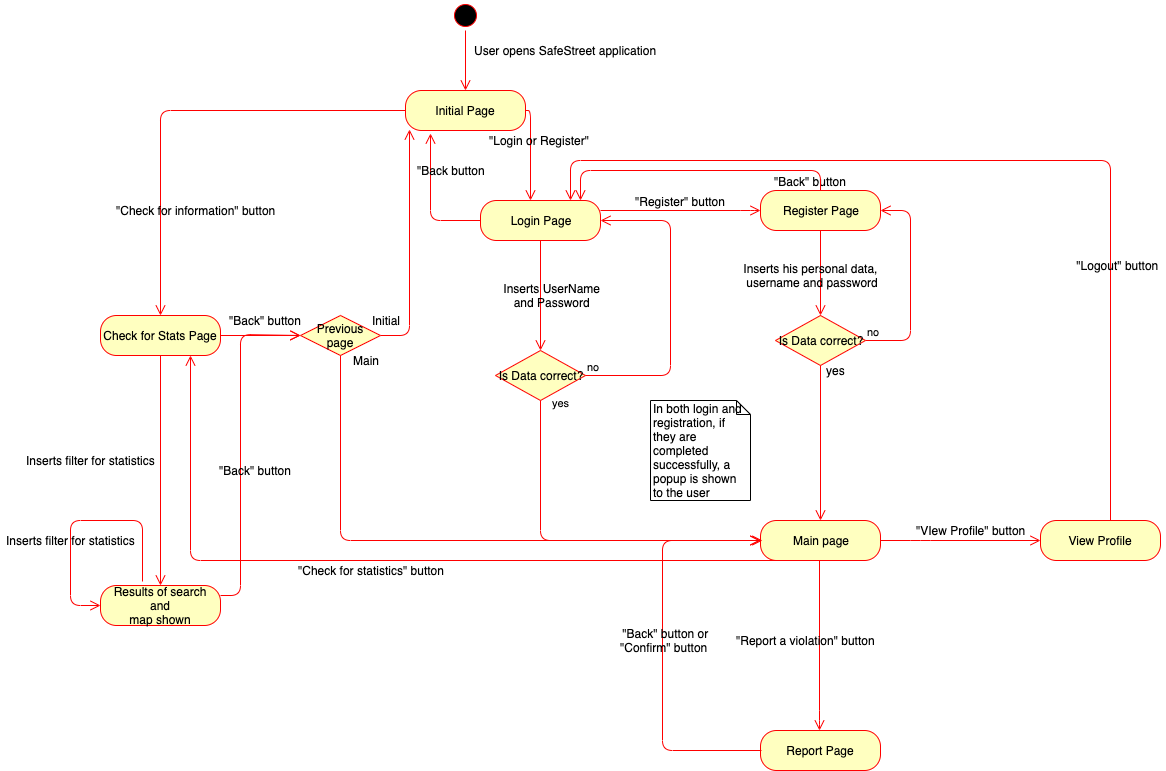 User opens SafeStreet application
Initial Page
"Login or Register"
"Back button
"Back" button
"Check for information" button
"Register" button
Login Page
Register Page
"Logout" button
Inserts his personal data,
username and password
Inserts UserName
and Password
"Back" button
Initial
Check for Stats Page
Previous
page
no
Is Data correct?
Main
no
yes
Is Data correct?
yes
In both login and
registration, if
they are
completed
successfully, a
popup is shown
to the user
Inserts filter for statistics
"Back" button
"VIew Profile" button
Inserts filter for statistics
Main page
View Profile
"Check for statistics" button
Results of search
and
map shown
"Back" button or
"Confirm" button
"Report a violation" button
Report Page